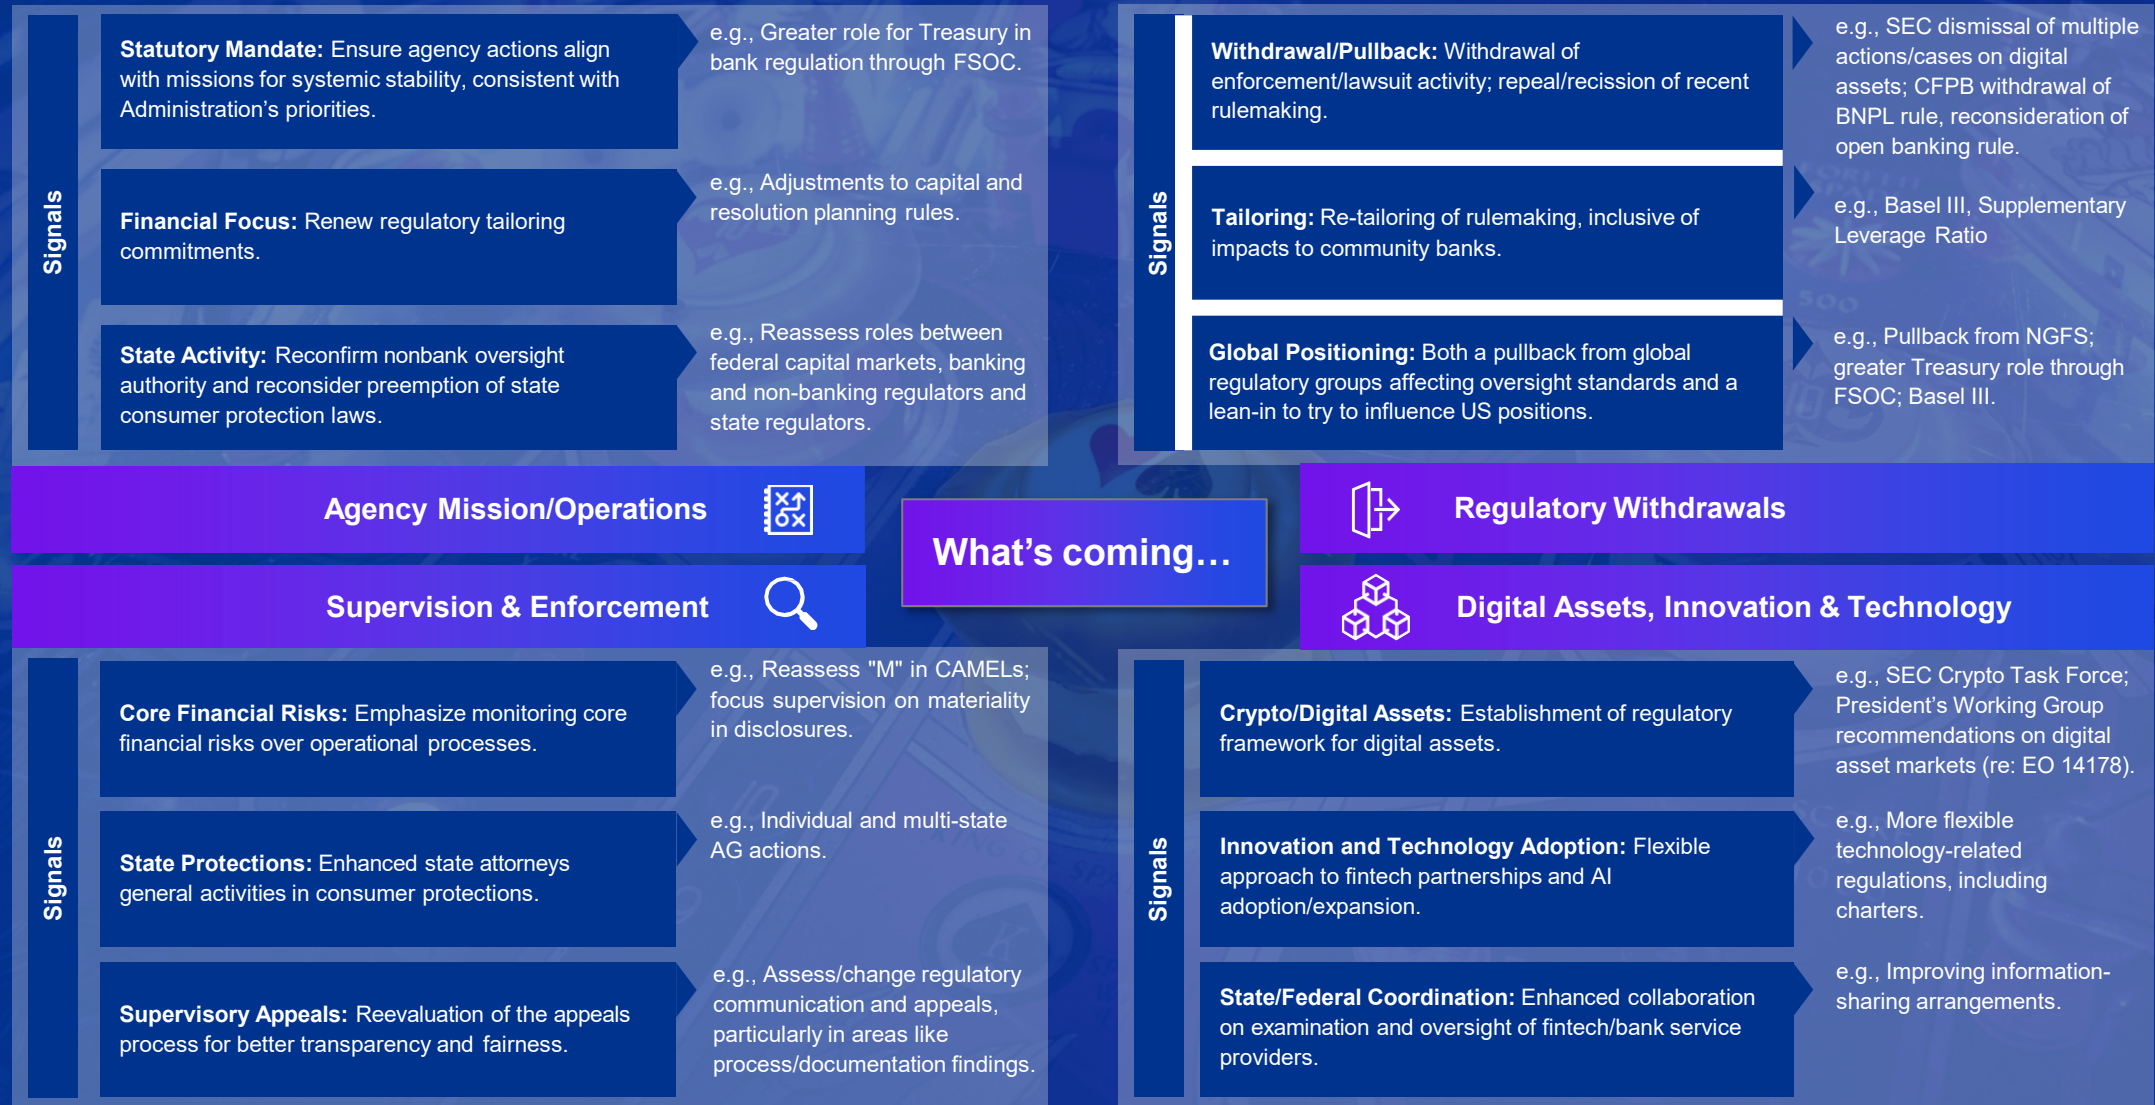 Signals
Statutory Mandate: Ensure agency actions align
with missions for systemic stability, consistent with
Administration’s priorities.
e.g., Greater role for Treasury in
bank regulation through FSOC.
Financial Focus: Renew regulatory tailoring
commitments.
e.g., Adjustments to capital and
resolution planning rules.
State Activity: Reconfirm nonbank oversight
authority and reconsider preemption of state
consumer protection laws.
e.g., Reassess roles between
federal capital markets, banking
and non-banking regulators and
state regulators.
Signals
Withdrawal/Pullback: Withdrawal of
enforcement/lawsuit activity; repeal/recission of recent
rulemaking.
e.g., SEC dismissal of multiple
actions/cases on digital
assets; CFPB withdrawal of
BNPL rule, reconsideration of
open banking rule.
Tailoring: Re-tailoring of rulemaking, inclusive of
impacts to community banks.
e.g., Basel III, Supplementary
Leverage Ratio
Global Positioning: Both a pullback from global
regulatory groups affecting oversight standards and a
lean-in to try to influence US positions.
e.g., Pullback from NGFS;
greater Treasury role through
FSOC; Basel III.
Agency Mission/Operations
Regulatory Withdrawals
What’s coming…
Supervision & Enforcement
Digital Assets, Innovation & Technology
Signals
Core Financial Risks: Emphasize monitoring core
financial risks over operational processes.
e.g., Reassess "M" in CAMELs;
focus supervision on materiality
in disclosures.
State Protections: Enhanced state attorneys
general activities in consumer protections.
e.g., Individual and multi-state
AG actions.
Supervisory Appeals: Reevaluation of the appeals
process for better transparency and fairness.
e.g., Assess/change regulatory
communication and appeals,
particularly in areas like
process/documentation findings.
Signals
Crypto/Digital Assets: Establishment of regulatory
framework for digital assets.
e.g., SEC Crypto Task Force;
President’s Working Group
recommendations on digital
asset markets (re: EO 14178).
Innovation and Technology Adoption: Flexible
approach to fintech partnerships and AI
adoption/expansion.
e.g., More flexible
technology-related
regulations, including
charters.
State/Federal Coordination: Enhanced collaboration
on examination and oversight of fintech/bank service
providers.
e.g., Improving information-
sharing arrangements.